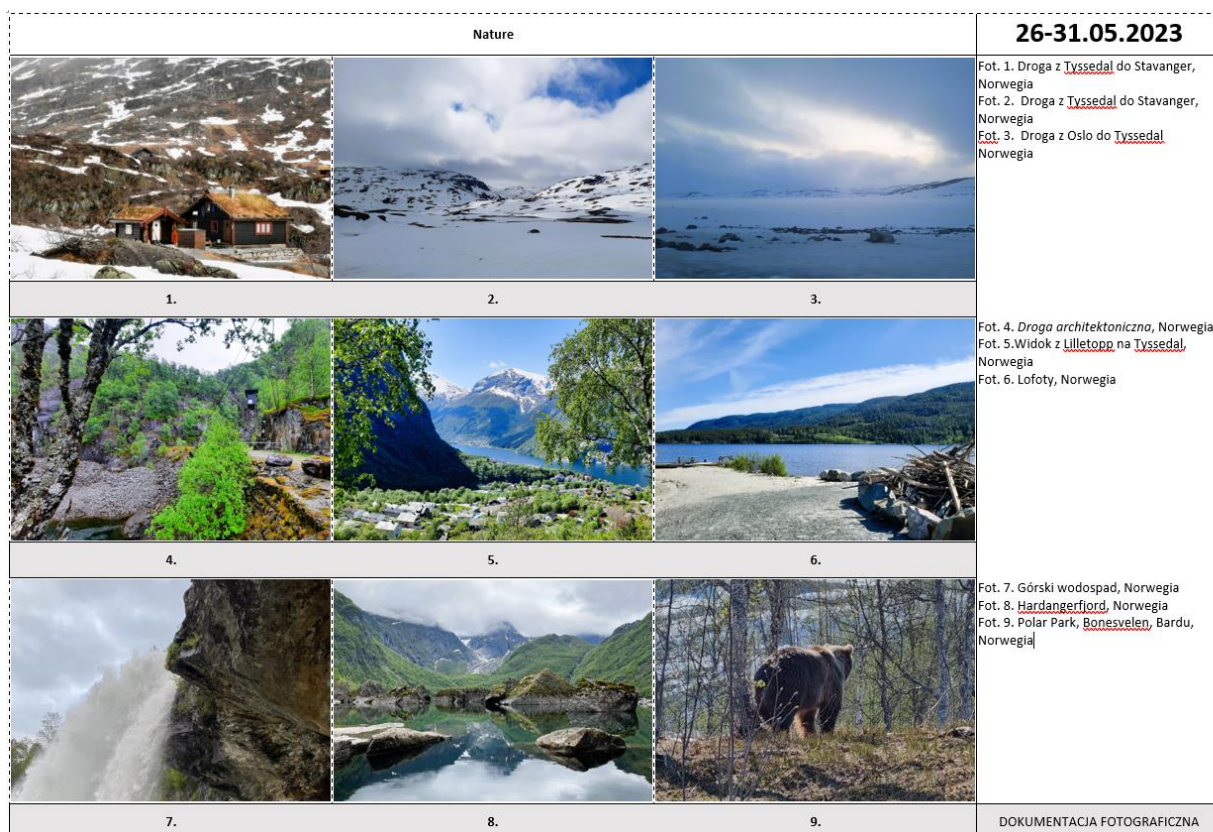 Nature
26-31.05.2023
Fot. 1. Droga z Tyssedal do Stavanger,
Norwegia
Fot. 2.  Droga z Tyssedal do Stavanger,
Norwegia
Fot. 3.  Droga z Oslo do Tyssedal
Norwegia
1.
2.
3.
Fot. 4. Droga architektoniczna, Norwegia
Fot. 5.Widok z Lilletopp na Tyssedal,
Norwegia
Fot. 6. Lofoty, Norwegia
4.
5.
6.
Fot. 7. Górski wodospad, Norwegia
Fot. 8. Hardangerfjord, Norwegia
Fot. 9. Polar Park, Bonesvelen, Bardu,
Norwegia
7.
8.
9.
DOKUMENTACJA FOTOGRAFICZNA